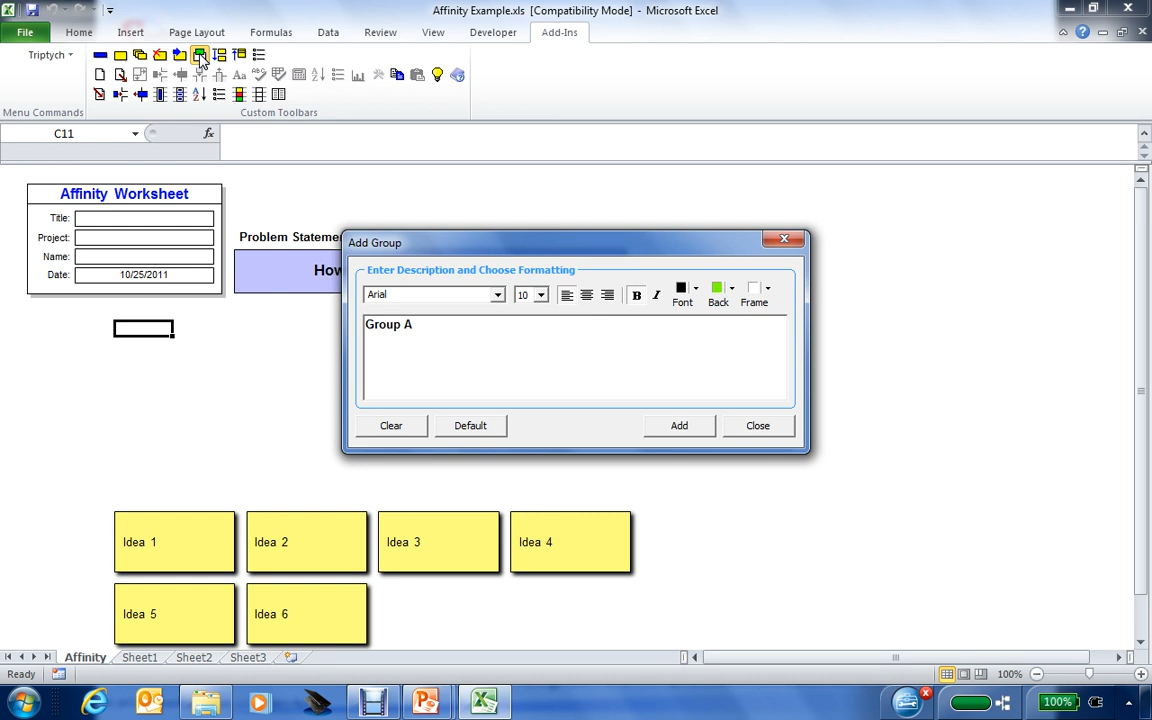 Affinity Example.xls [Compatibility Mode] - Microsoft Excel
File Home Insert Page Layout Formulas Data Review View Developer Add-Ins
Triptych
Menu Commands Custom Toolbars
C11 fx
Affinity Worksheet
Title:
Project:
Name:
Date: 10/25/2011
Problem Stateme
How
Add Group
Enter Description and Choose Formatting
Arial 10 B I Font Back Frame
Group A
Clear Default Add Close
Idea 1 Idea 2 Idea 3 Idea 4
Idea 5 Idea 6
Affinity Sheet1 Sheet2 Sheet3
Ready 100%
100%